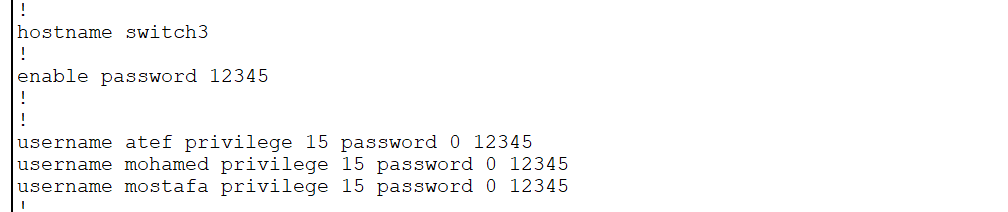 !
hostname switch3
!
enable password 12345
!
!
username atef privilege 15 password 0 12345
username mohamed privilege 15 password 0 12345
username mostafa privilege 15 password 0 12345
!